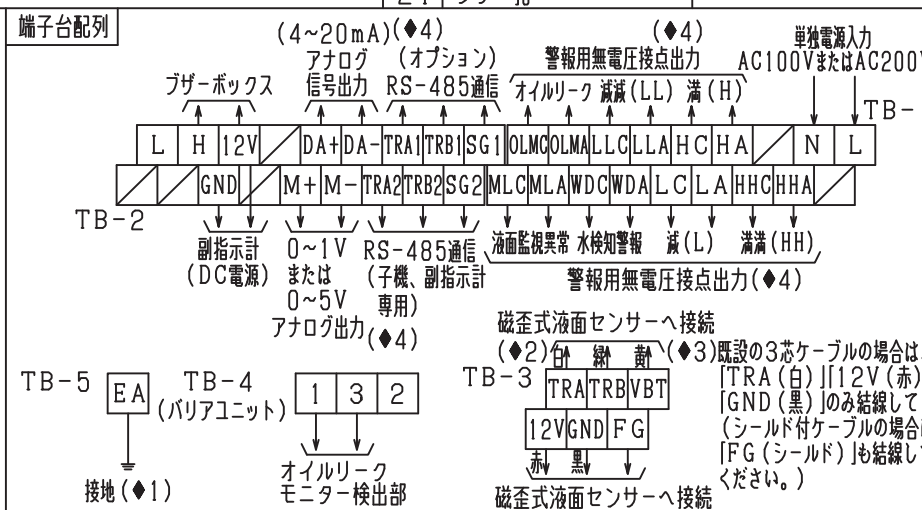 端子台配列
(4~20mA)(♦4)
アナログ
信号出力
(オプション)
RS-485通信
ブザーボックス
(♦4)
警報用無電圧接点出力
オイルリーク 減減(LL) 満(H)
単独電源入力
AC100VまたはAC200V
TB-
L H 12V DA+ DA- TRA1 TRB1 SG1 OLMC OLMA LLC LLA HC HA N L
GND M+ M- TRA2 TRB2 SG2 MLC MLA WDC WDA LC LA HHC HHA
TB-2
副指示計
(DC電源)
0~1V
または
0~5V
アナログ出力
RS-485通信
(子機、副指示計
専用)
(♦4)
液面監視異常 水検知警報 減(L) 満満(HH)
警報用無電圧接点出力(♦4)
TB-5
EA
接地(♦1)
TB-4
(バリアユニット)
1 3 2
オイルリーク
モニター検出部
磁歪式液面センサーへ接続
(♦2)白 緑 黄
TB-3
TRA TRB VBT
12V GND FG
赤 黒
磁歪式液面センサーへ接続
(♦3)既設の3芯ケーブルの場合は
「TRA(白)」「12V(赤)
「GND(黒)」のみ結線して
(シールド付ケーブルの場合
「FG(シールド)」も結線して
ください。)